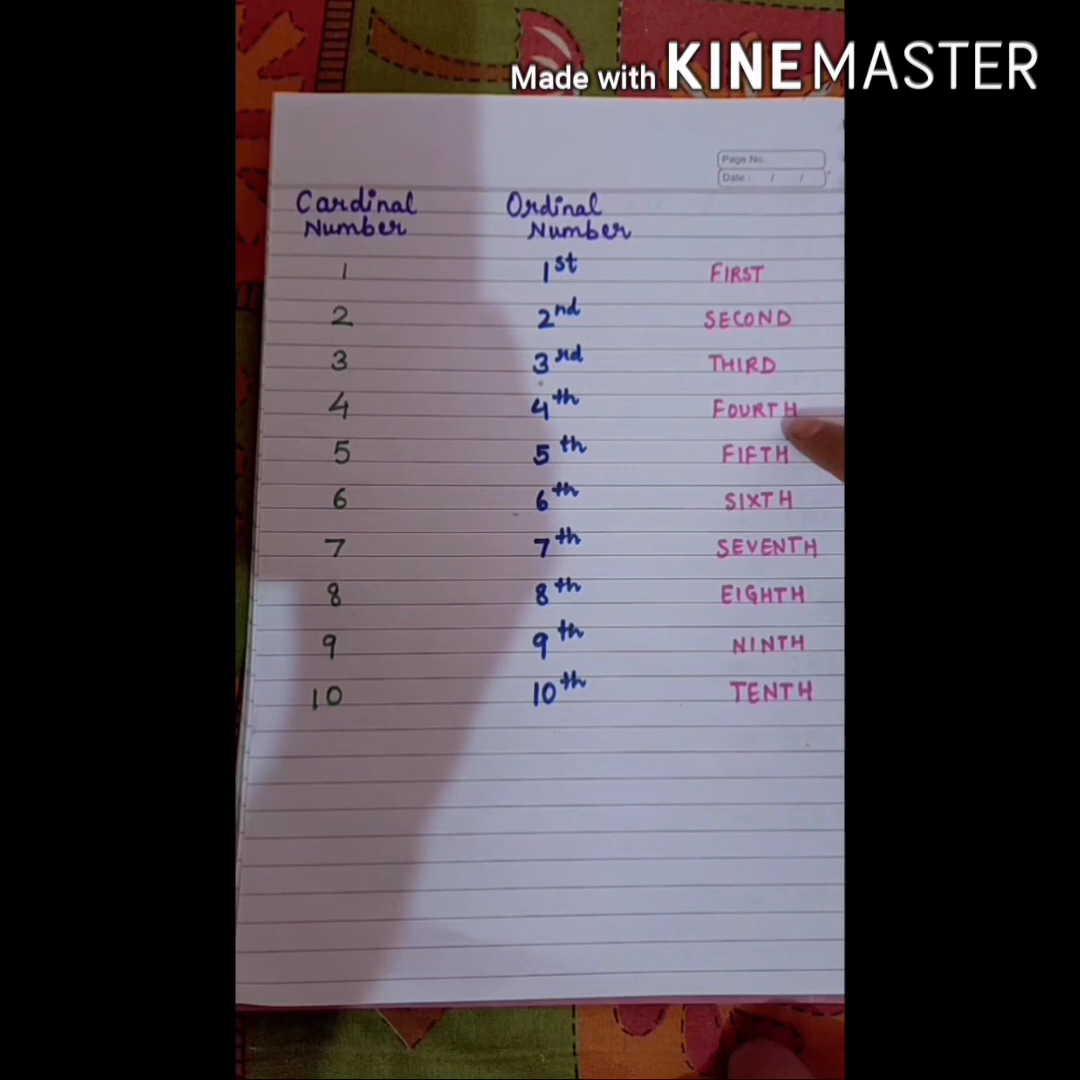 Made with KINEMASTER
Page No.
Date : / /
Cardinal Number
Ordinal Number
1 1st FIRST
2 2nd SECOND
3 3rd THIRD
4 4th FOURTH
5 5th FIFTH
6 6th SIXTH
7 7th SEVENTH
8 8th EIGHTH
9 9th NINTH
10 10th TENTH